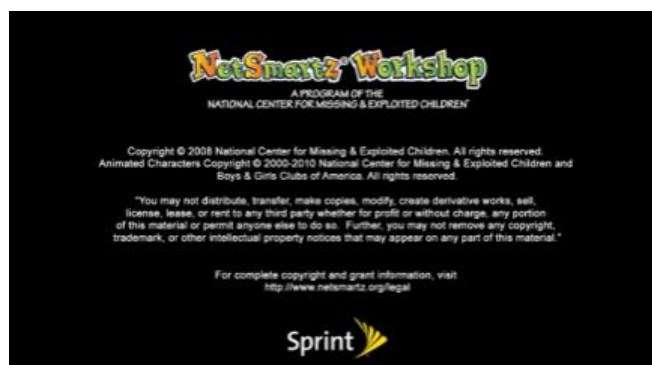 NetSmartz® Workshop
A PROGRAM OF THE
NATIONAL CENTER FOR MISSING & EXPLOITED CHILDREN®
Copyright © 2008 National Center for Missing & Exploited Children. All rights reserved.
Animated Characters Copyright © 2000-2010 National Center for Missing & Exploited Children and
Boys & Girls Clubs of America. All rights reserved.
"You may not distribute, transfer, make copies, modify, create derivative works, sell,
license, lease, or rent to any third party whether for profit or without charge, any portion
of this material or permit anyone else to do so. Further, you may not remove any copyright,
trademark, or other intellectual property notices that may appear on any part of this material."
For complete copyright and grant information, visit
http://www.netsmartz.org/legal
Sprint